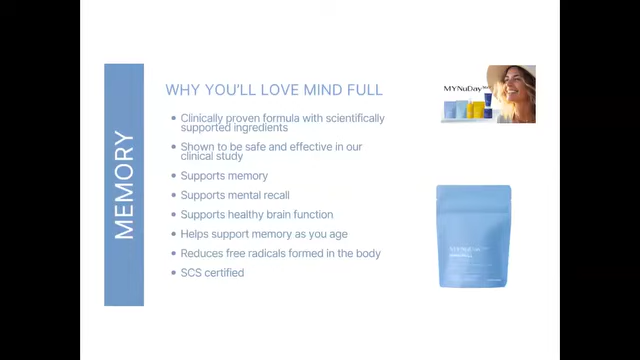 WHY YOU'LL LOVE MIND FULL
MEMORY
Clinically proven formula with scientifically
supported ingredients
Shown to be safe and effective in our
clinical study
Supports memory
Supports mental recall
Supports healthy brain function
Helps support memory as you age
Reduces free radicals formed in the body
SCS certified
MYNuDay
MYNUDAY